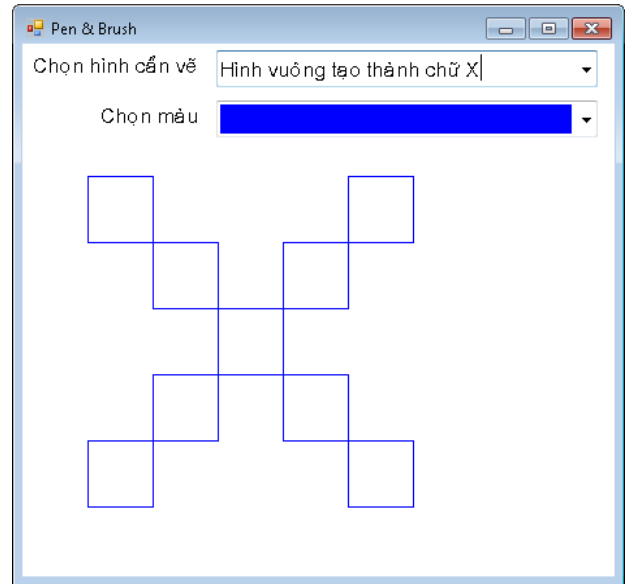 Pen & Brush
Chọn hình cần vẽ
Hình vuông tạo thành chữ X
Chọn màu